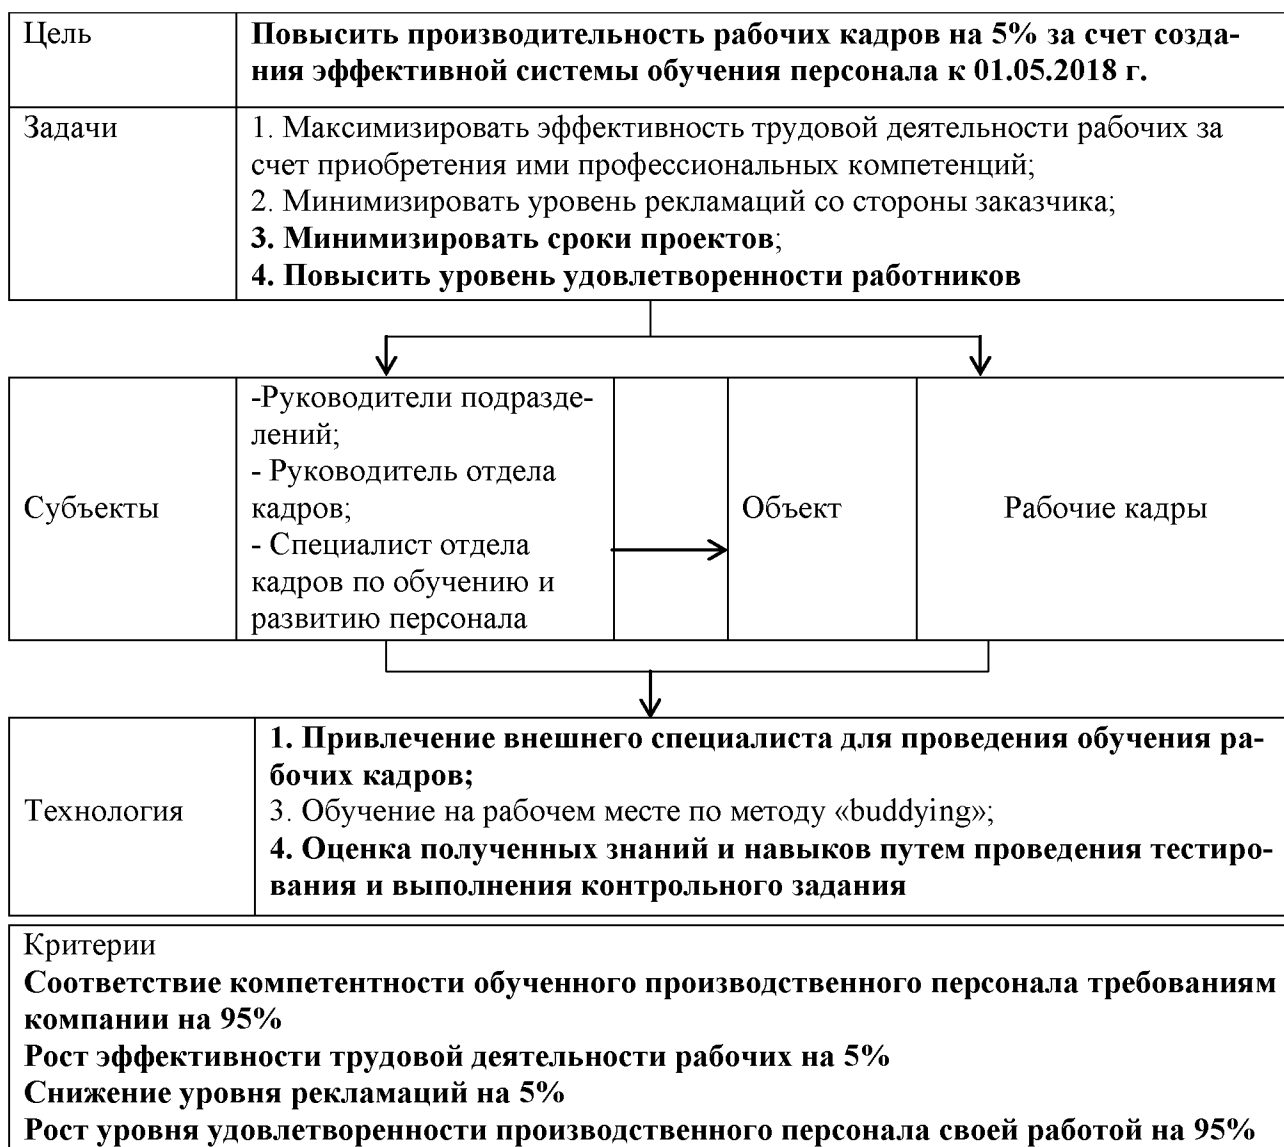 Цель
Повысить производительность рабочих кадров на 5% за счет созда-
ния эффективной системы обучения персонала к 01.05.2018 г.
Задачи
1. Максимизировать эффективность трудовой деятельности рабочих за
счет приобретения ими профессиональных компетенций;
2. Минимизировать уровень рекламаций со стороны заказчика;
3. Минимизировать сроки проектов;
4. Повысить уровень удовлетворенности работников
Субъекты
-Руководители подразде-
лений;
- Руководитель отдела
кадров;
- Специалист отдела
кадров по обучению и
развитию персонала
Объект
Рабочие кадры
Технология
1. Привлечение внешнего специалиста для проведения обучения ра-
бочих кадров;
3. Обучение на рабочем месте по методу «buddying»;
4. Оценка полученных знаний и навыков путем проведения тестиро-
вания и выполнения контрольного задания
Критерии
Соответствие компетентности обученного производственного персонала требованиям
компании на 95%
Рост эффективности трудовой деятельности рабочих на 5%
Снижение уровня рекламаций на 5%
Рост уровня удовлетворенности производственного персонала своей работой на 95%